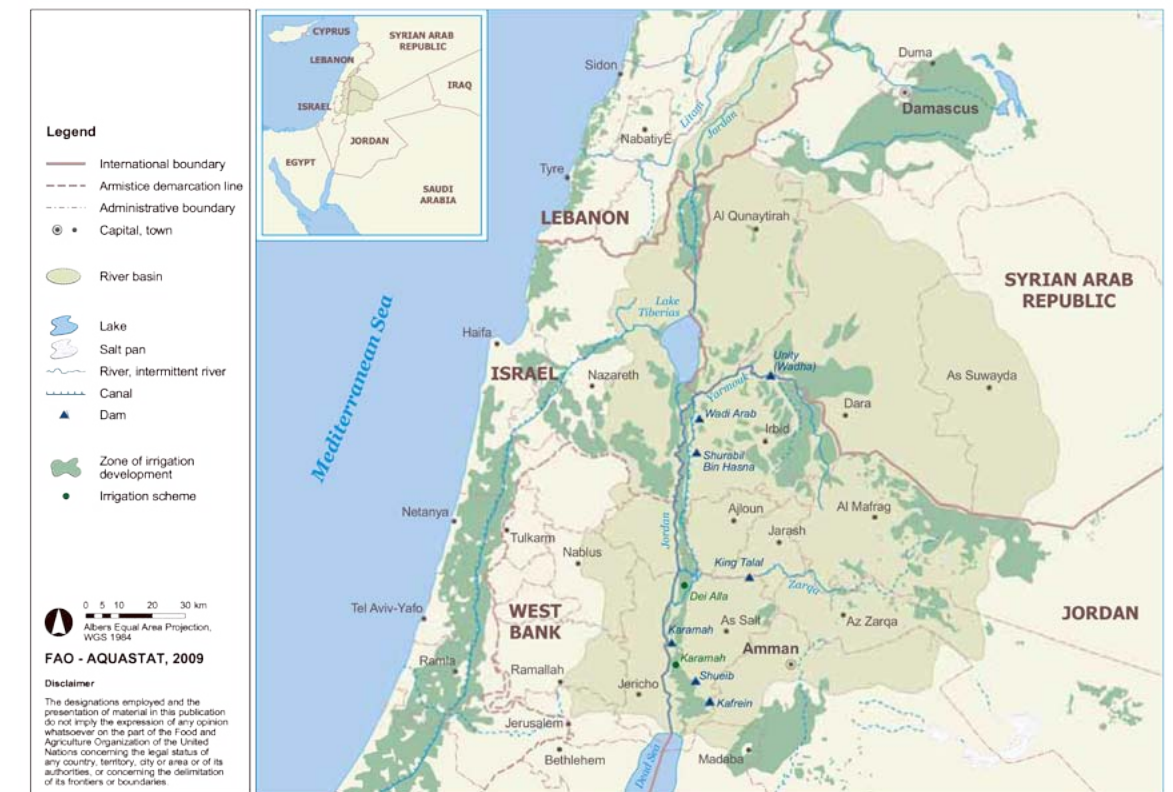 Legend
International boundary
Armistice demarcation line
Administrative boundary
Capital, town
River basin
Lake
Salt pan
River, intermittent river
Canal
Dam
Zone of irrigation
development
Irrigation scheme
0 5 10 20 30 km
Albers Equal Area Projection,
WGS 1984
FAO - AQUASTAT, 2009
Disclaimer
The designations employed and the
presentation of material in this publication
do not imply the expression of any opinion
whatsoever on the part of the Food and
Agriculture Organization of the United
Nations concerning the legal status of
any country, territory, city or area or of its
authorities, or concerning the delimitation
of its frontiers or boundaries.
CYPRUS
SYRIAN ARAB
REPUBLIC
LEBANON
IRAQ
ISRAEL
JORDAN
EGYPT
SAUDI
ARABIA
Duma
Sidon
Damascus
Litani
Jordan
NabatiyÈ
Tyre
LEBANON
Al Qunaytirah
SYRIAN ARAB
REPUBLIC
Mediterranean Sea
Lake
Tiberias
Haifa
ISRAEL
Nazareth
Unity
(Wadha)
Yarmouk
As Suwayda
Dara
Wadi Arab
Irbid
Shurabil
Bin Hasna
Netanya
Tulkarm
Nablus
Jordan
Ajloun
Al Mafrag
Jarash
King Talal
Zarqa
Dei Alla
Tel Aviv-Yafo
WEST
BANK
JORDAN
As Salt
Az Zarqa
Karamah
Amman
Karamah
Ramla
Ramallah
Jericho
Shueib
Kafrein
Jerusalem
Bethlehem
Dead Sea
Madaba